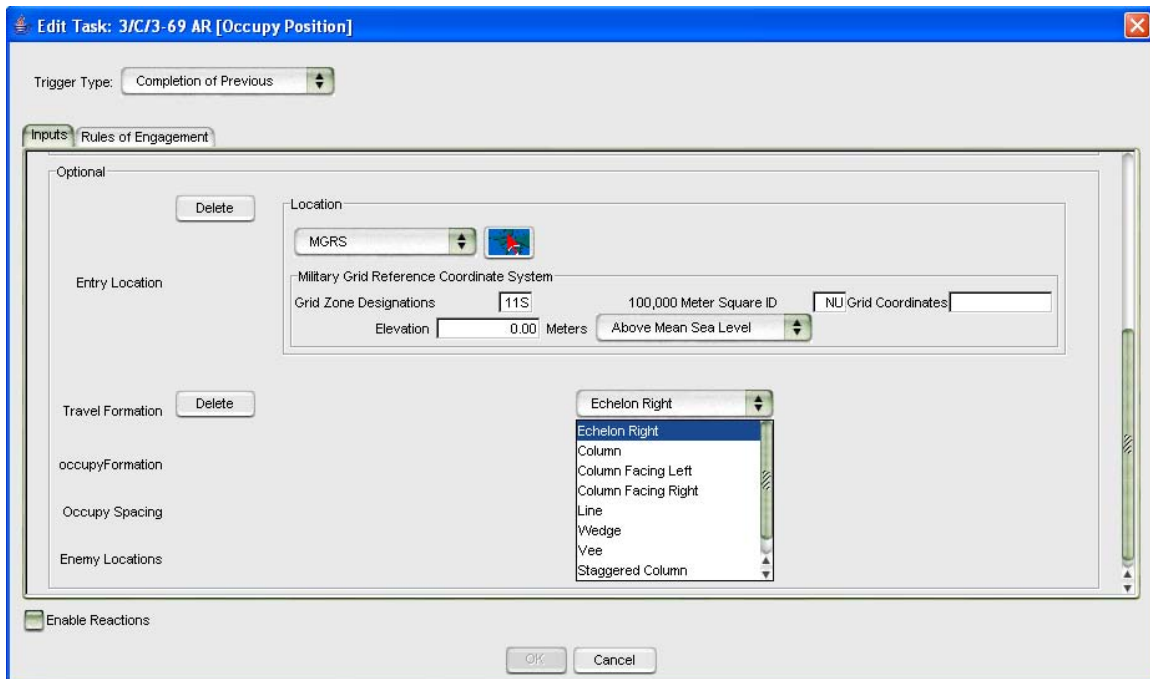 Edit Task: 3/C/3-69 AR [Occupy Position]
Trigger Type: Completion of Previous
Inputs Rules of Engagement
Optional
Delete Location
MGRS
Entry Location Military Grid Reference Coordinate System
Grid Zone Designations 11S 100,000 Meter Square ID NU Grid Coordinates
Elevation 0.00 Meters Above Mean Sea Level
Travel Formation Delete Echelon Right
Echelon Right
Column
occupyFormation Column Facing Left
Column Facing Right
Occupy Spacing Line
Wedge
Enemy Locations Vee
Staggered Column
Enable Reactions
OK Cancel